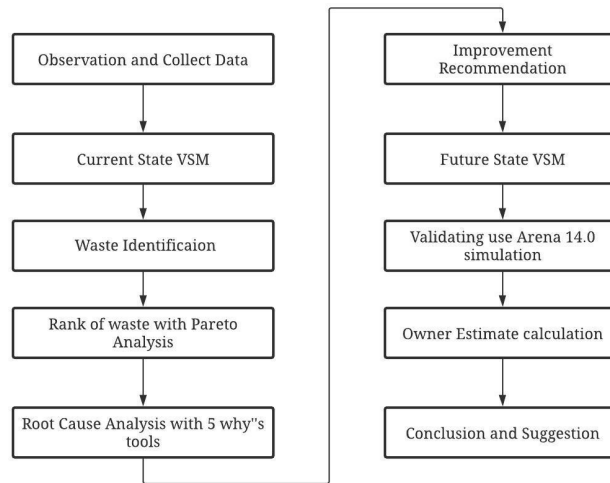 Observation and Collect Data
Current State VSM
Waste Identificaion
Rank of waste with Pareto
Analysis
Root Cause Analysis with 5 why"s
tools
Improvement
Recommendation
Future State VSM
Validating use Arena 14.0
simulation
Owner Estimate calculation
Conclusion and Suggestion